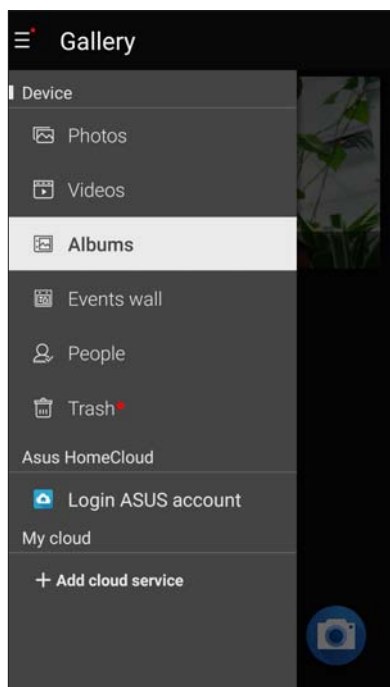 Gallery
Device
Photos
Videos
Albums
Events wall
People
Trash
Asus HomeCloud
Login ASUS account
My cloud
+ Add cloud service